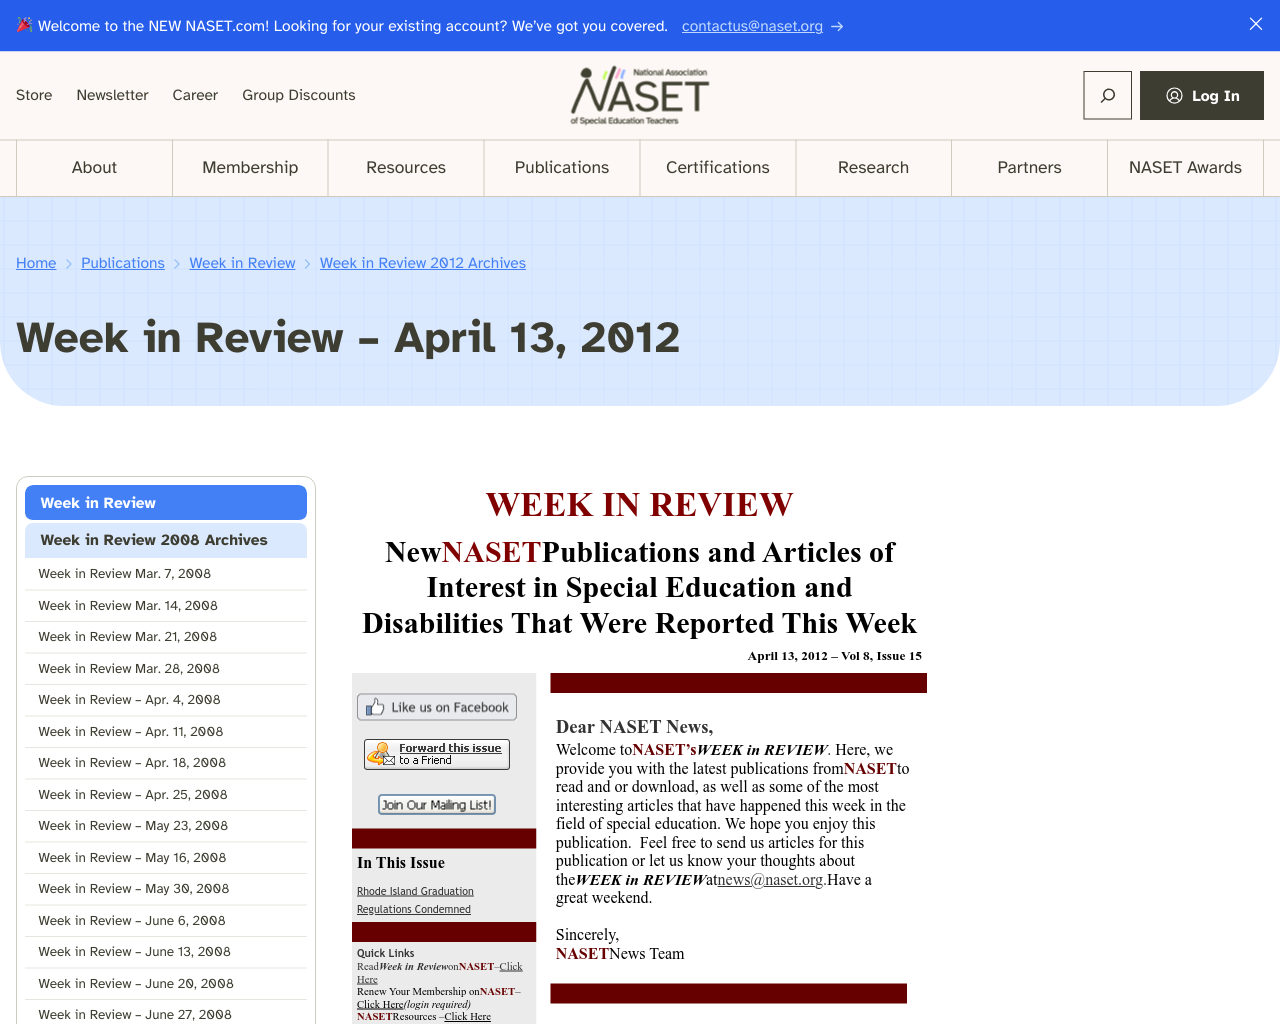 Welcome to the NEW NASET.com! Looking for your existing account? We've got you covered. contactus@naset.org →
Store Newsletter Career Group Discounts
National Association
NASET
of Special Education Teachers
Log In
About Membership Resources Publications Certifications Research Partners NASET Awards
Home > Publications > Week in Review > Week in Review 2012 Archives
Week in Review – April 13, 2012
Week in Review
Week in Review 2008 Archives
Week in Review Mar. 7, 2008
Week in Review Mar. 14, 2008
Week in Review Mar. 21, 2008
Week in Review Mar. 28, 2008
Week in Review – Apr. 4, 2008
Week in Review – Apr. 11, 2008
Week in Review – Apr. 18, 2008
Week in Review – Apr. 25, 2008
Week in Review – May 23, 2008
Week in Review – May 16, 2008
Week in Review – May 30, 2008
Week in Review – June 6, 2008
Week in Review – June 13, 2008
Week in Review – June 20, 2008
Week in Review – June 27, 2008
WEEK IN REVIEW
NewNASETPublications and Articles of
Interest in Special Education and
Disabilities That Were Reported This Week
April 13, 2012 – Vol 8, Issue 15
Like us on Facebook
Forward this issue
to a Friend
Join Our Mailing List!
In This Issue
Rhode Island Graduation
Regulations Condemned
Quick Links
ReadWeek in ReviewonNASET–Click
Here
Renew Your Membership onNASET–
Click Here(login required)
NASETResources –Click Here
Dear NASET News,
Welcome toNASET'sWEEK in REVIEW. Here, we
provide you with the latest publications fromNASETto
read and or download, as well as some of the most
interesting articles that have happened this week in the
field of special education. We hope you enjoy this
publication. Feel free to send us articles for this
publication or let us know your thoughts about
theWEEK in REVIEWatnews@naset.org.Have a
great weekend.
Sincerely,
NASETNews Team